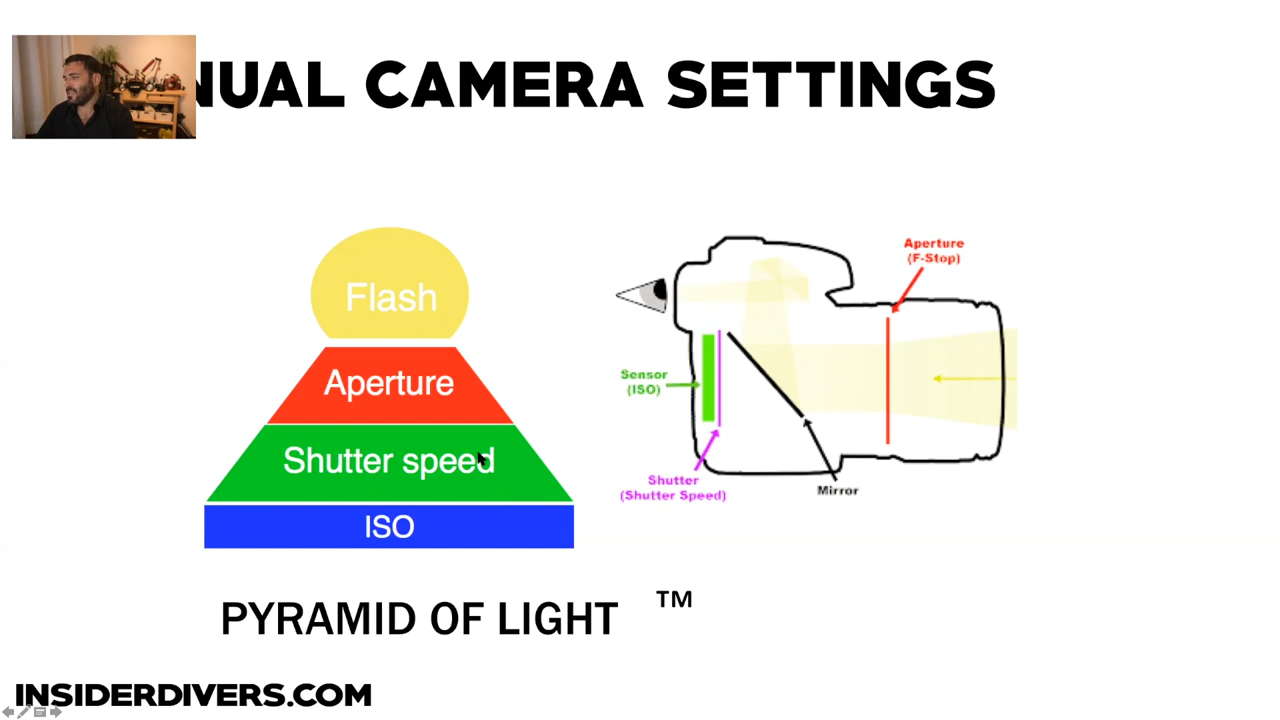 NUAL CAMERA SETTINGS
Flash
Aperture
Shutter speed
ISO
Aperture
(F-Stop)
Sensor
(ISO)
Shutter
(Shutter Speed)
Mirror
PYRAMID OF LIGHT ™
INSIDERDIVERS.COM